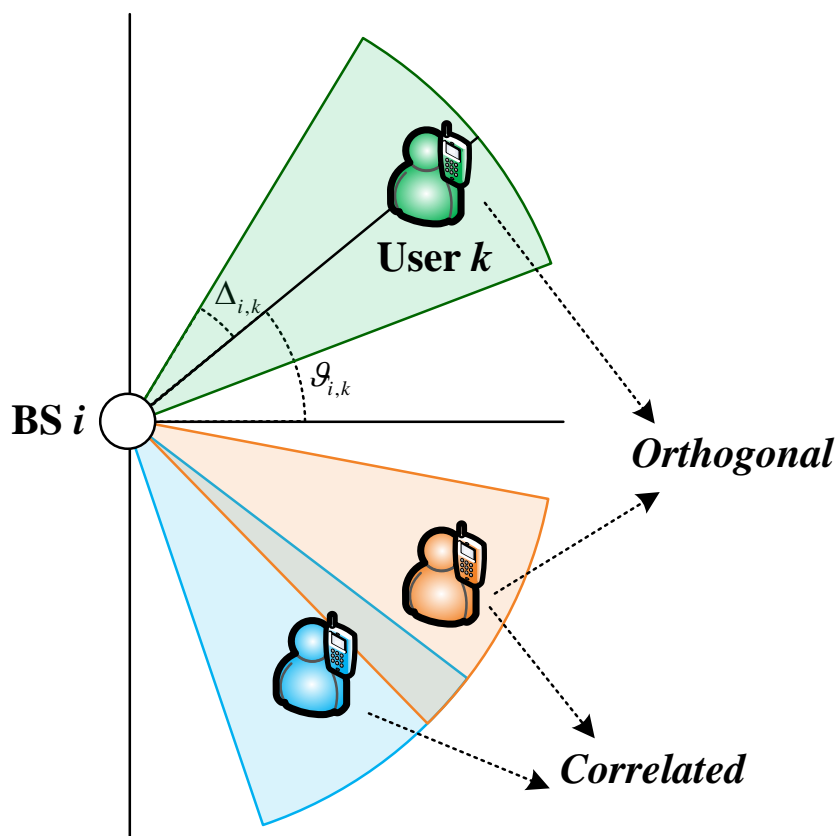 User k
Δi,k
ϑi,k
BS i
Orthogonal
Correlated